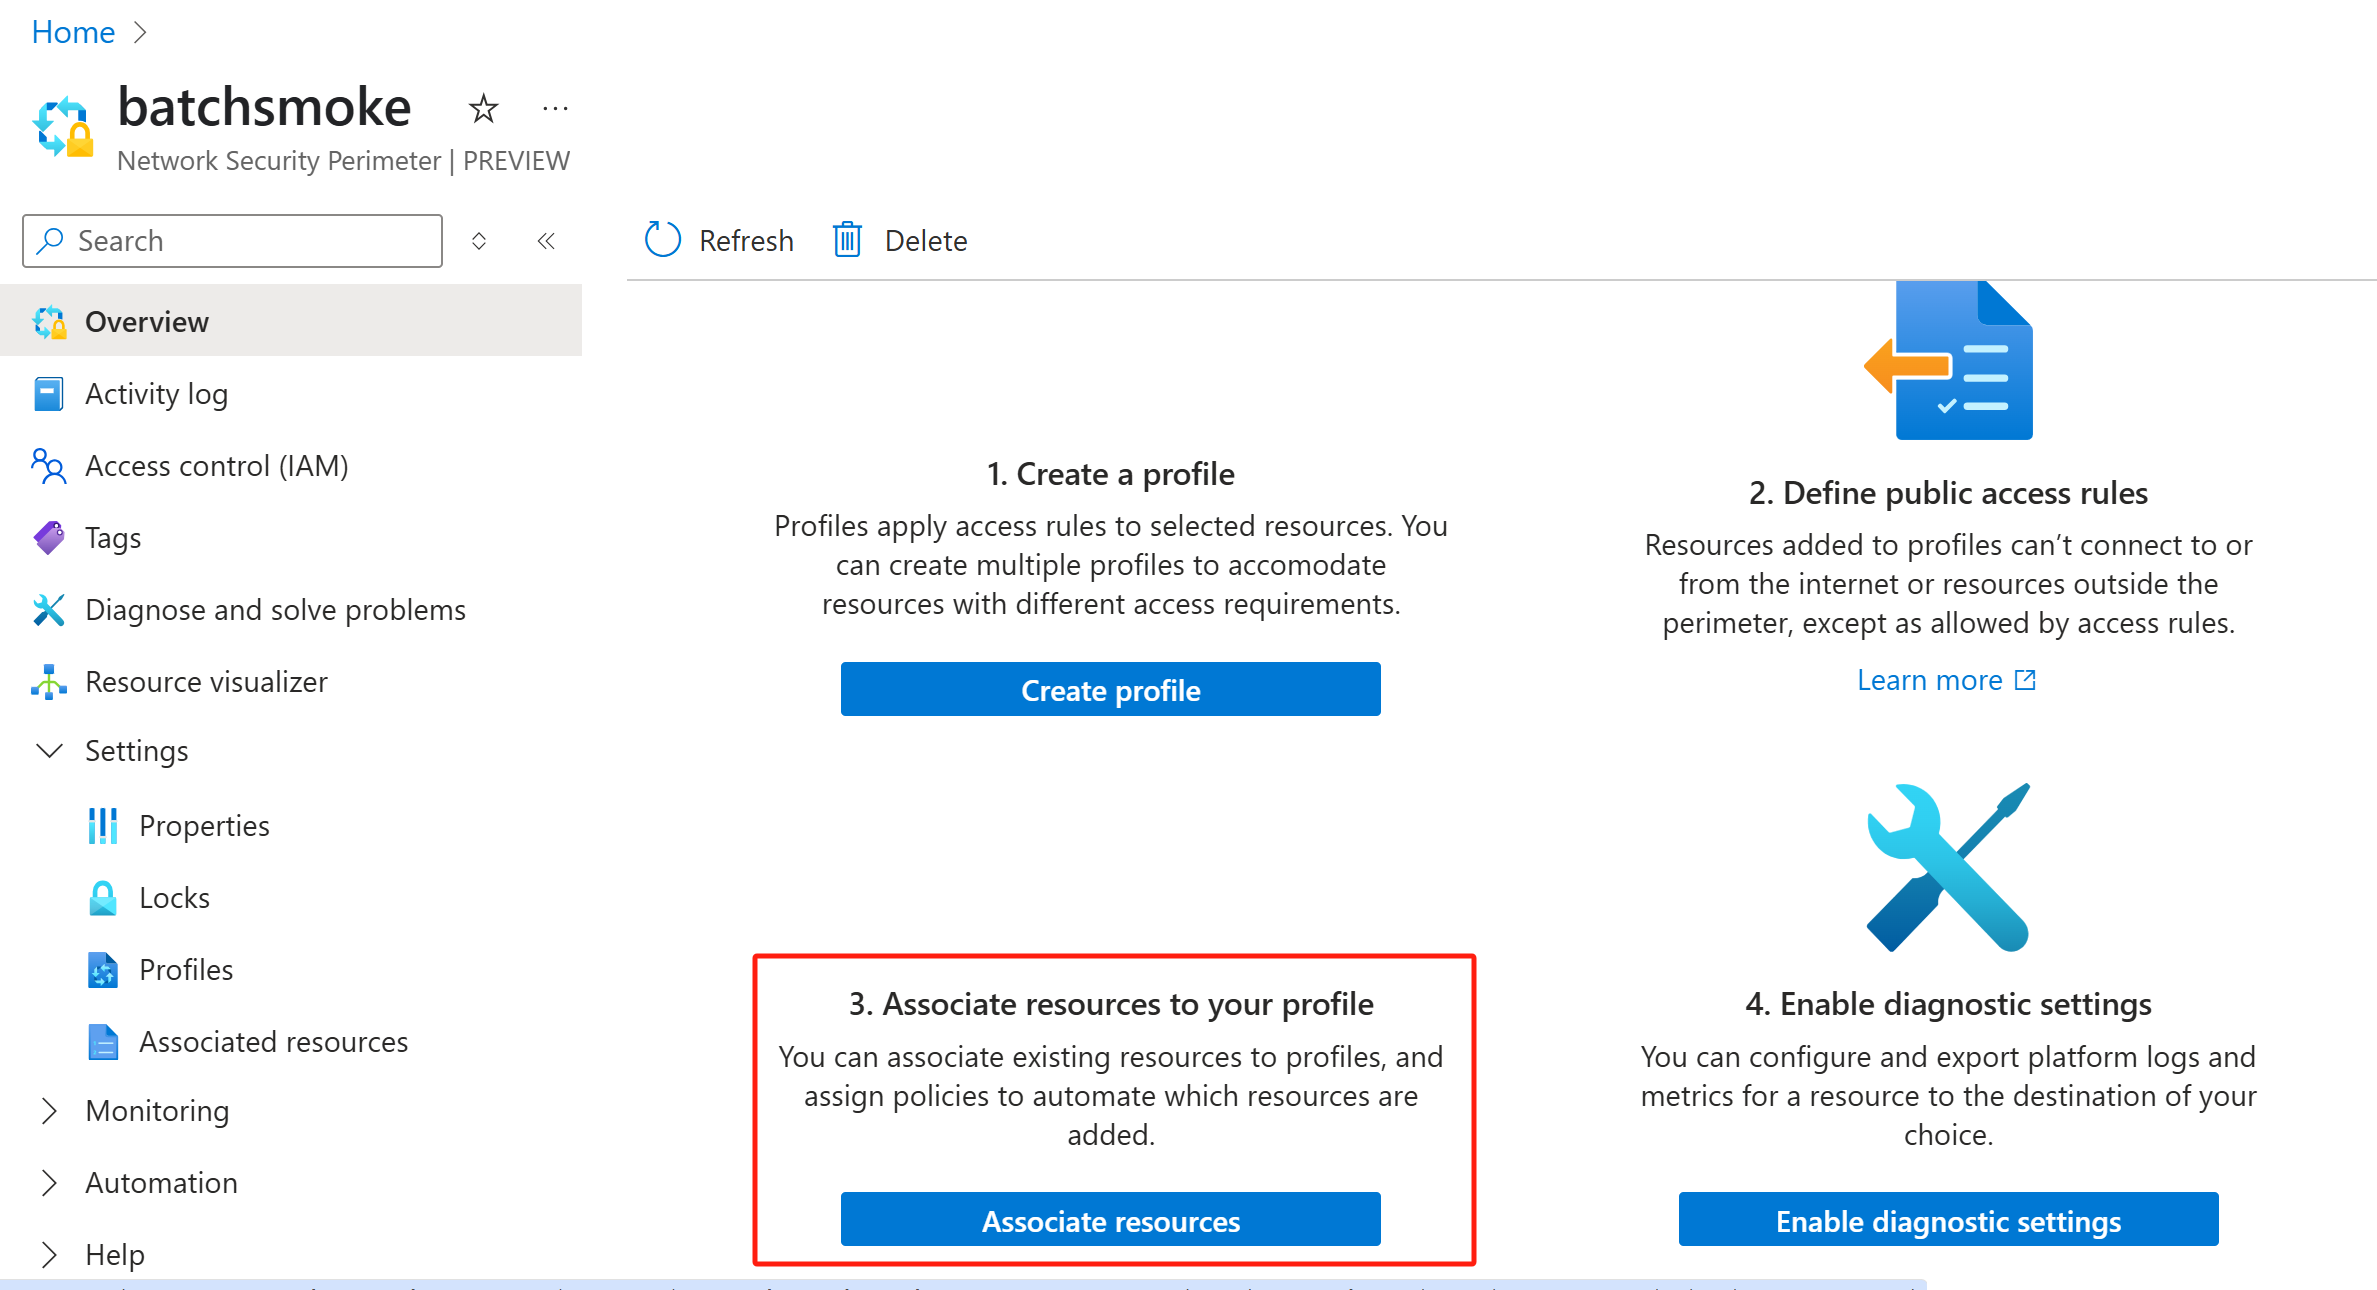 Home
batchsmoke
Network Security Perimeter | PREVIEW
Search
Refresh
Delete
Overview
Activity log
Access control (IAM)
Tags
Diagnose and solve problems
Resource visualizer
Settings
Properties
Locks
Profiles
Associated resources
Monitoring
Automation
Help
1. Create a profile
Profiles apply access rules to selected resources. You
can create multiple profiles to accomodate
resources with different access requirements.
Create profile
2. Define public access rules
Resources added to profiles can’t connect to or
from the internet or resources outside the
perimeter, except as allowed by access rules.
Learn more
3. Associate resources to your profile
You can associate existing resources to profiles, and
assign policies to automate which resources are
added.
Associate resources
4. Enable diagnostic settings
You can configure and export platform logs and
metrics for a resource to the destination of your
choice.
Enable diagnostic settings